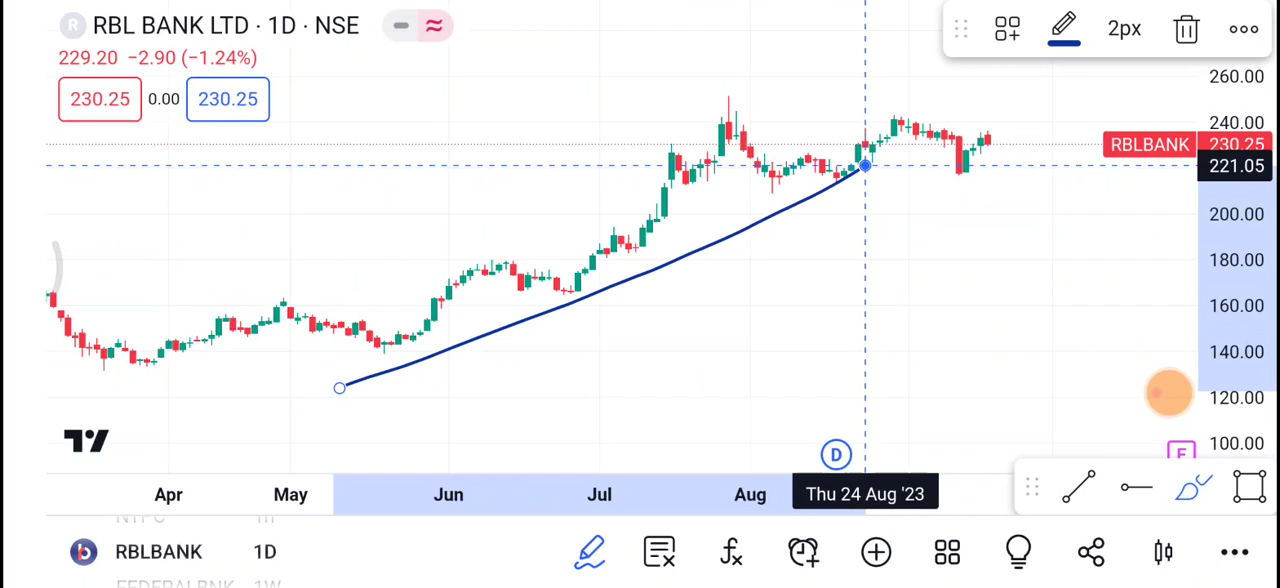 R RBL BANK LTD · 1D · NSE
229.20 −2.90 (−1.24%)
230.25 0.00 230.25
2px
260.00
240.00
RBLBANK 230.25
221.05
200.00
180.00
160.00
140.00
120.00
100.00
D
E
Apr May Jun Jul Aug Thu 24 Aug '23
NTPC 1h
RBLBANK 1D
FEDERALBNK 1W